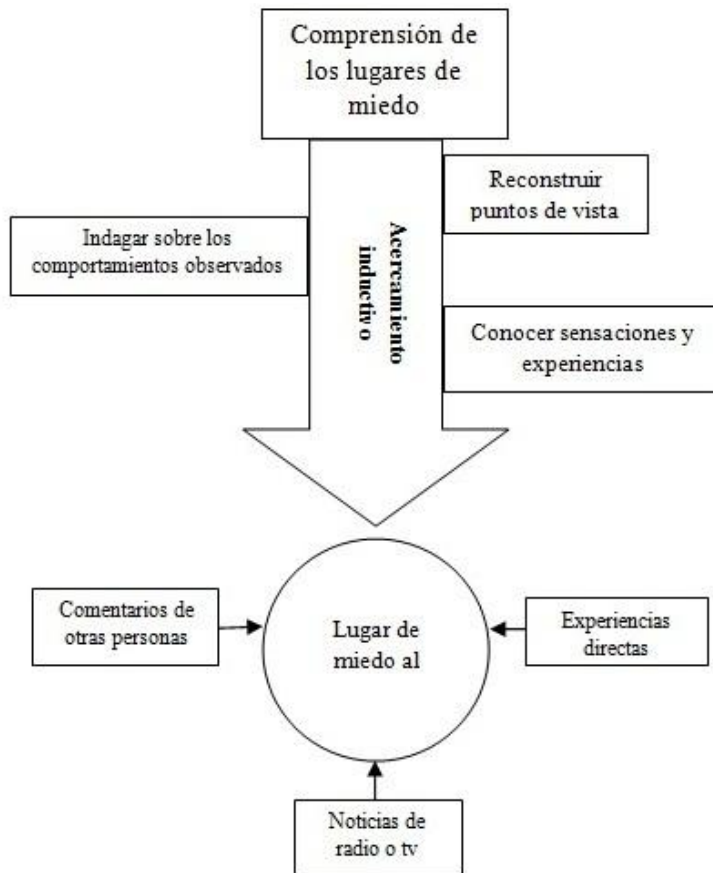 Comprensión de
los lugares de
miedo
Reconstruir
puntos de vista
Indagar sobre los
comportamientos observados
Acercamiento
inductivo
Conocer sensaciones y
experiencias
Comentarios de
otras personas
Lugar de
miedo al
Experiencias
directas
Noticias de
radio o tv